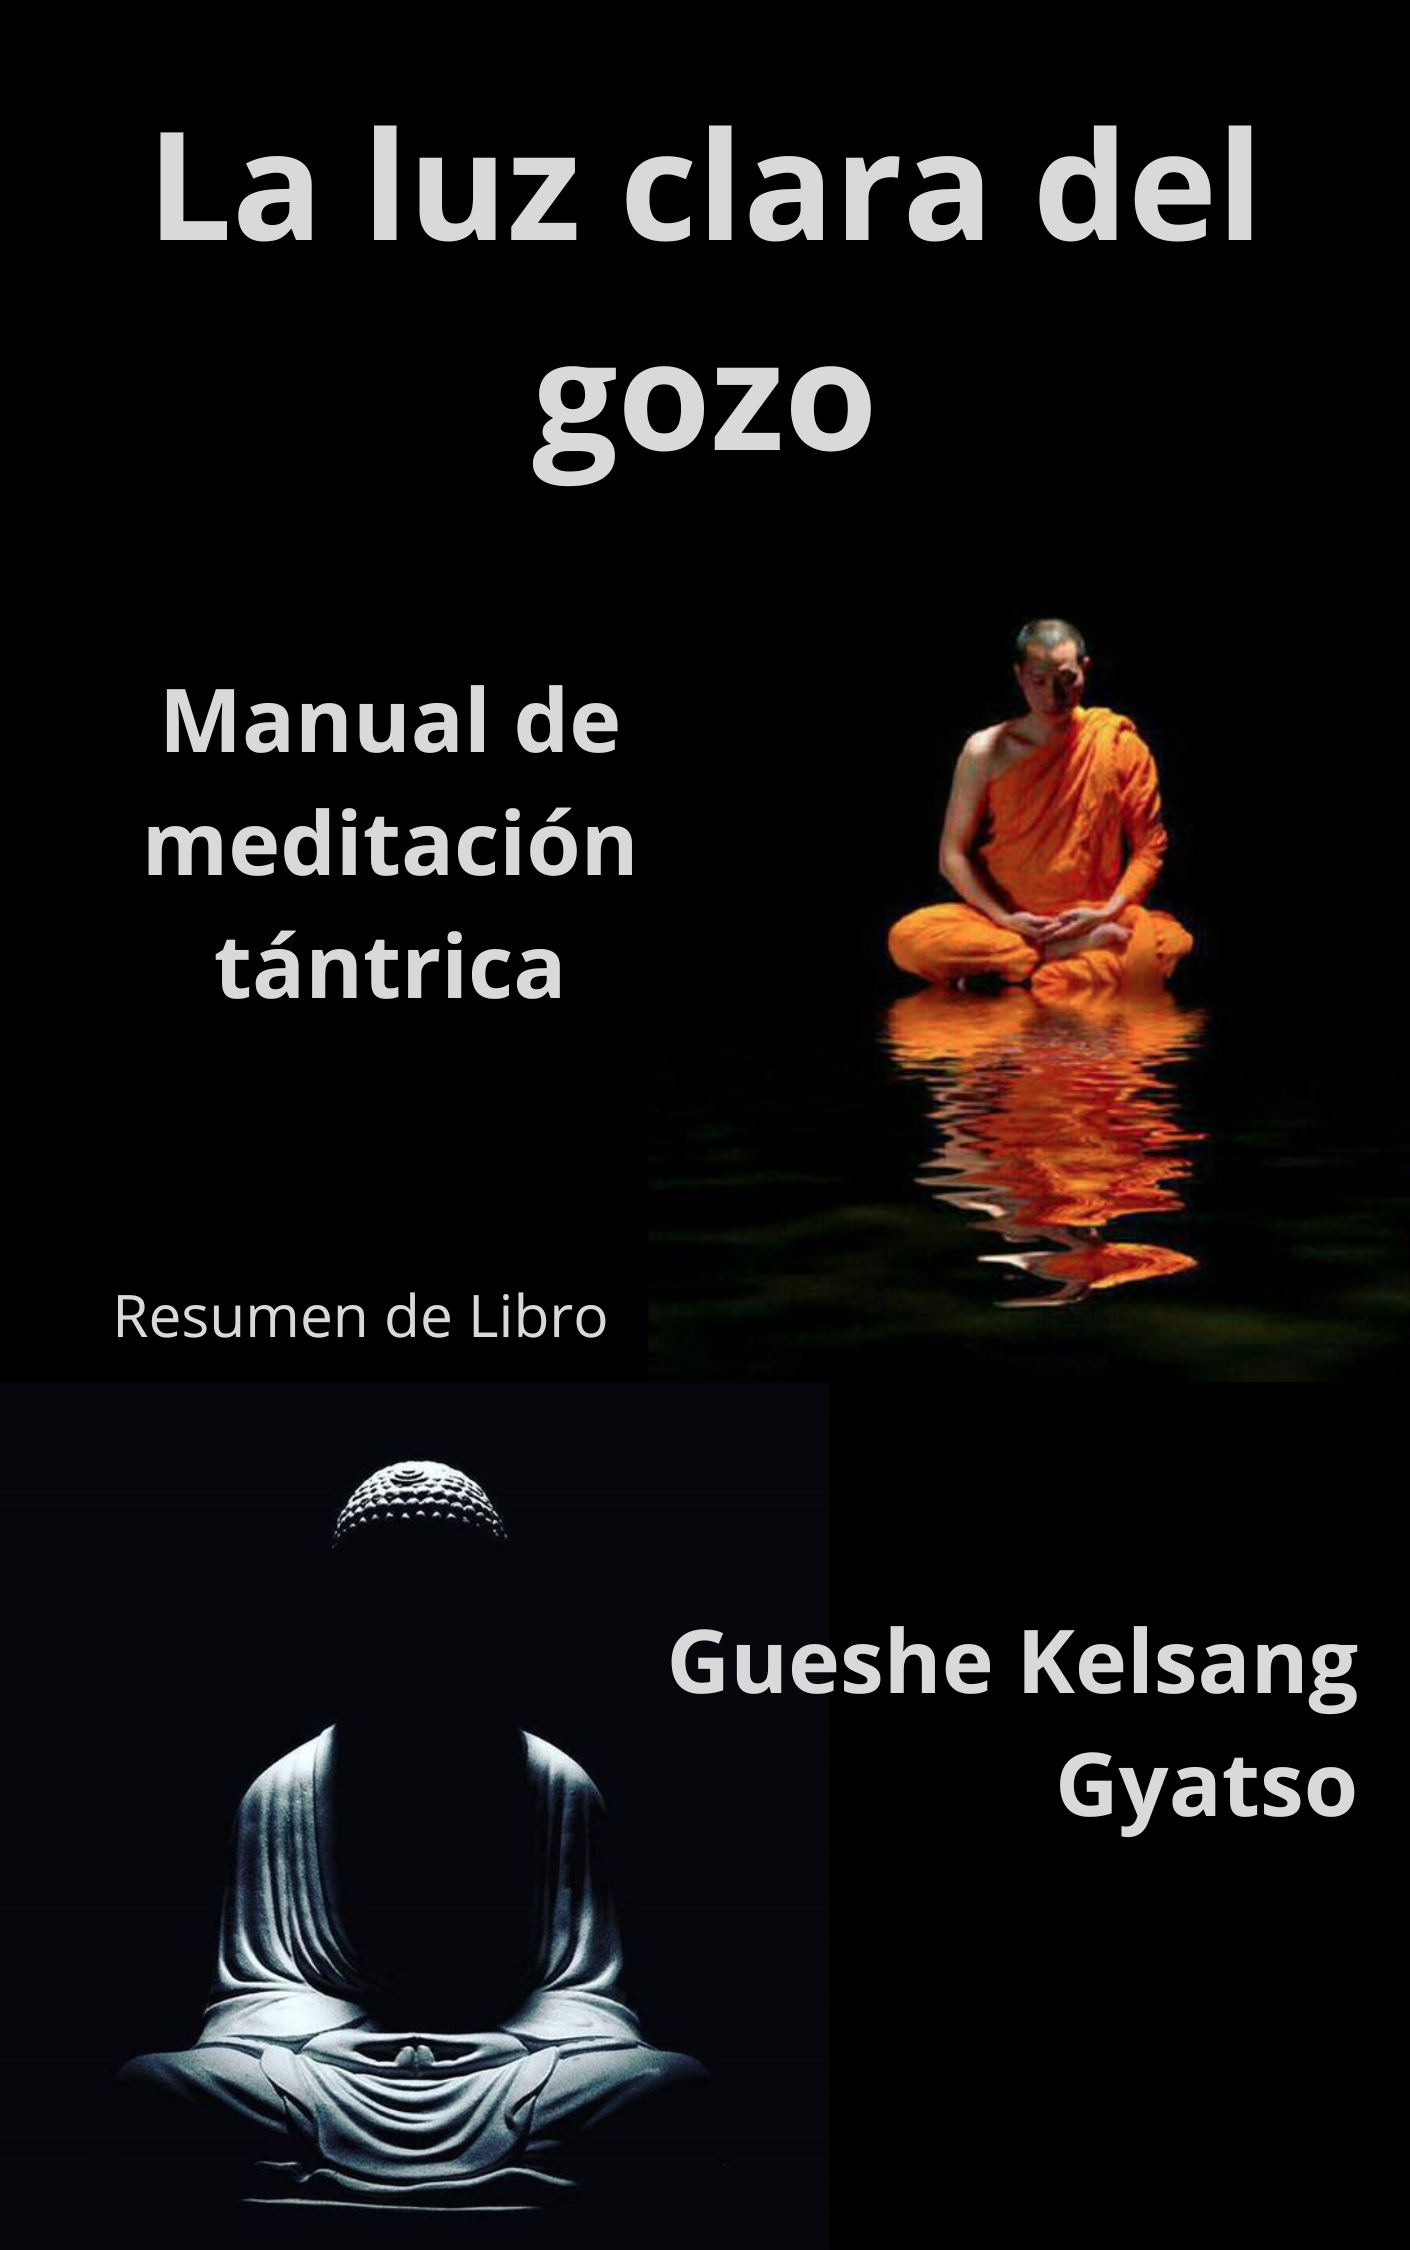 La luz clara del
gozo
Manual de
meditación
tántrica
Resumen de Libro
Gueshe Kelsang
Gyatso